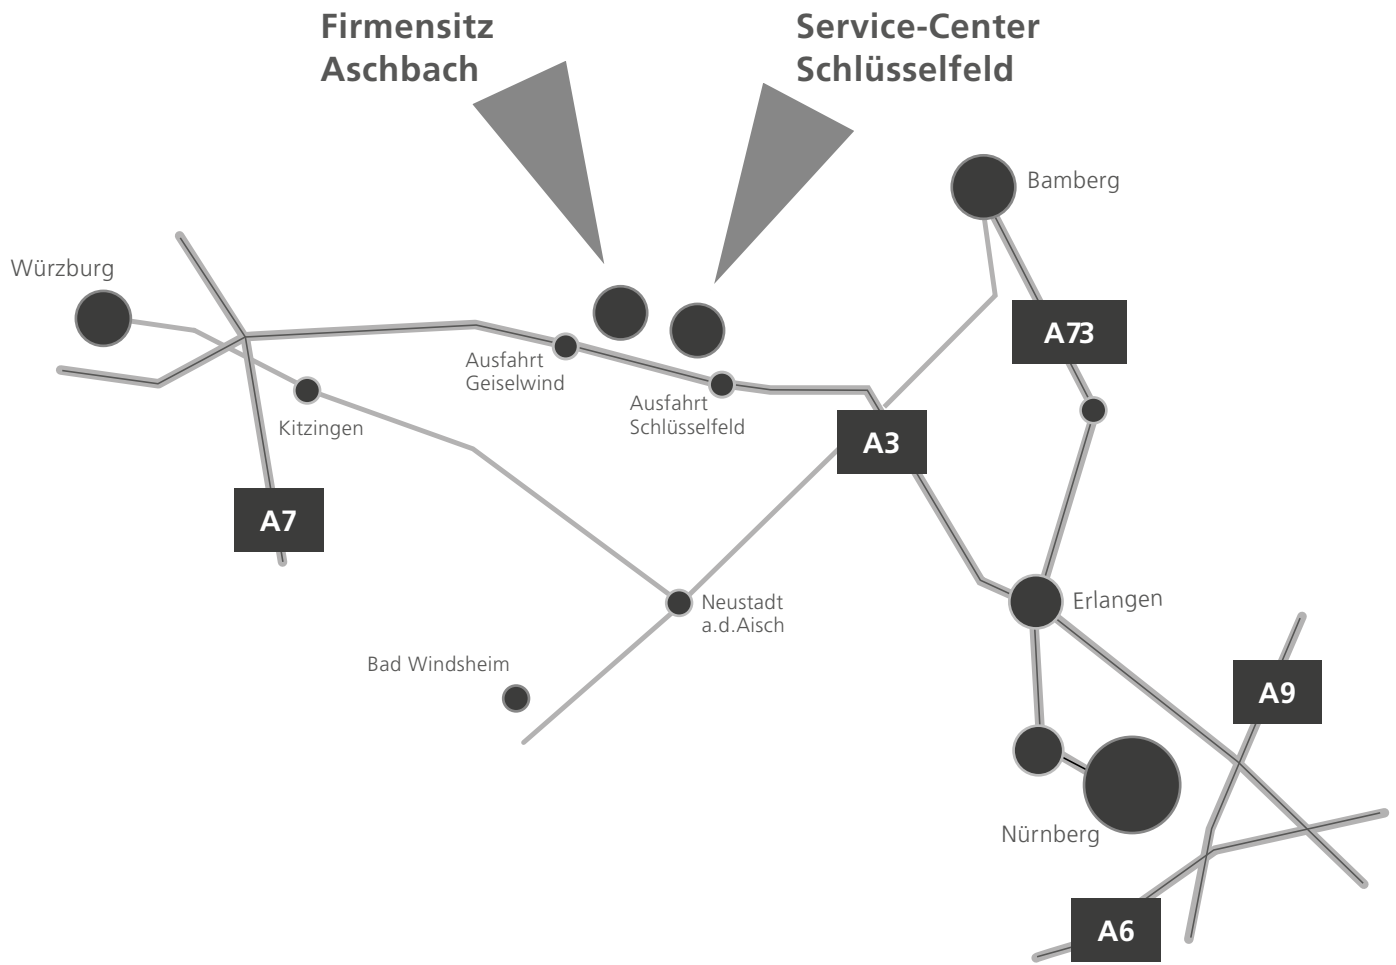 Firmensitz
Aschbach
Service-Center
Schlüsselfeld
Bamberg
Würzburg
A73
Ausfahrt
Geiselwind
Ausfahrt
Schlüsselfeld
Kitzingen
A3
A7
Neustadt
a.d.Aisch
Erlangen
Bad Windsheim
A9
Nürnberg
A6